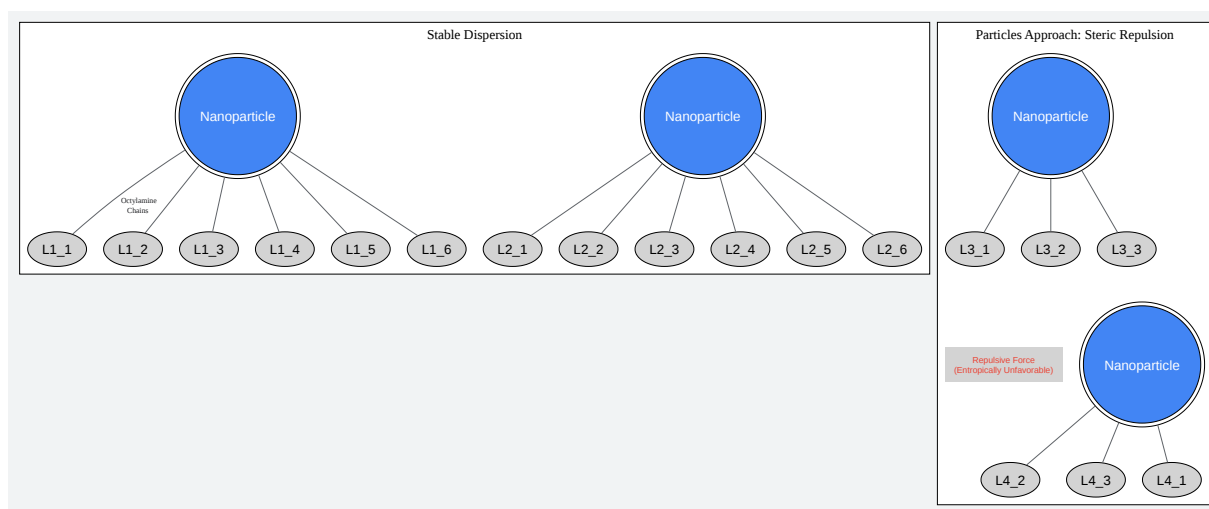 Stable Dispersion
Particles Approach: Steric Repulsion
Nanoparticle
Nanoparticle
Nanoparticle
Octylamine
Chains
L1_1
L1_2
L1_3
L1_4
L1_5
L1_6
L2_1
L2_2
L2_3
L2_4
L2_5
L2_6
L3_1
L3_2
L3_3
Repulsive Force
(Entropically Unfavorable)
Nanoparticle
L4_2
L4_3
L4_1